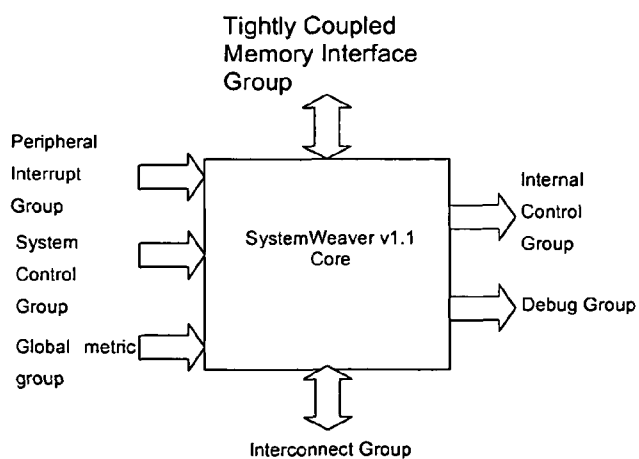 Tightly Coupled
Memory Interface
Group
Peripheral
Interrupt
Group
System
Control
Group
Global metric
group
SystemWeaver v1.1
Core
Internal
Control
Group
Debug Group
Interconnect Group